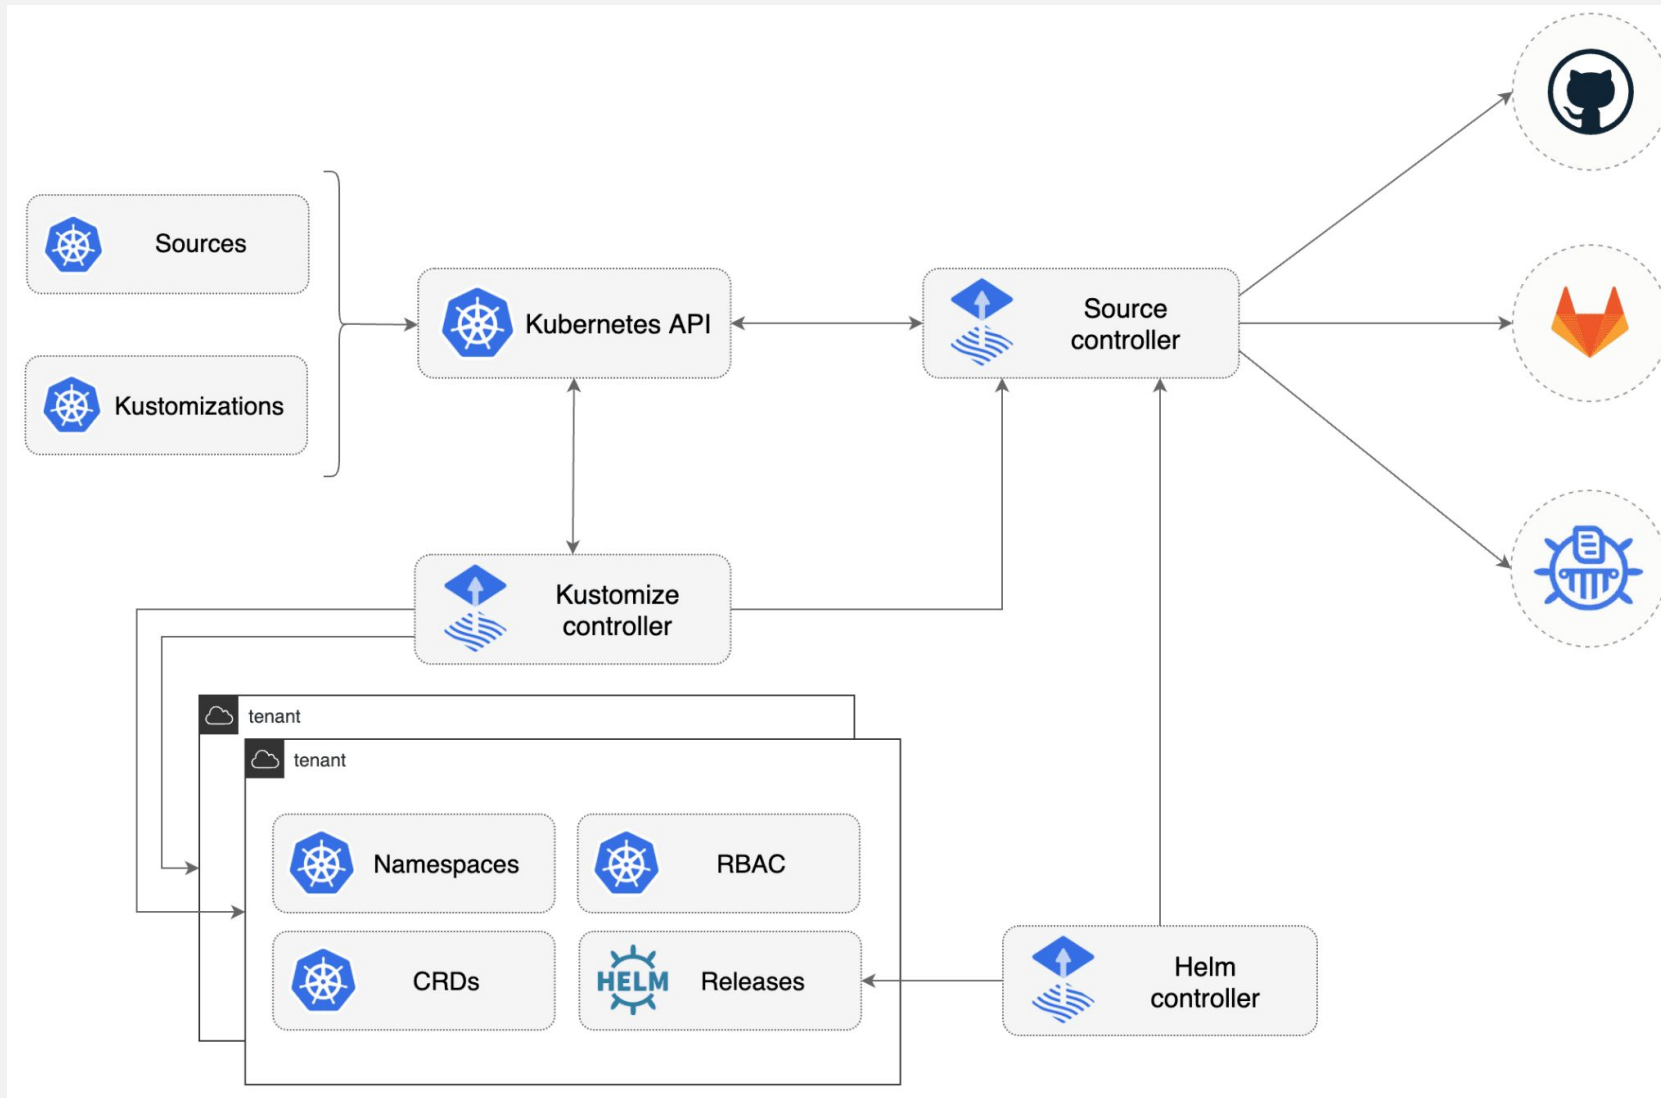 Sources
Kustomizations
Kubernetes API
Source
controller
Kustomize
controller
tenant
tenant
Namespaces
RBAC
CRDs
HELM
Releases
Helm
controller